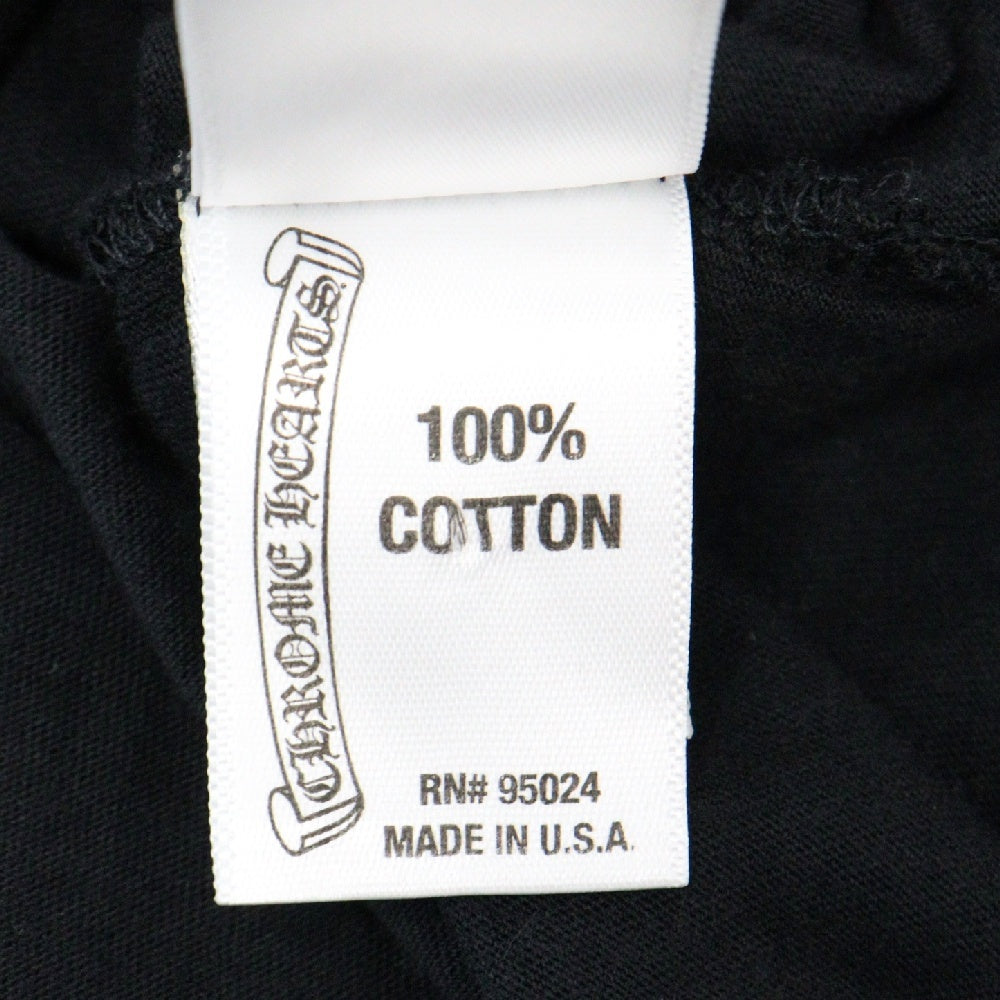 CHROME HEARTS
100%
COTTON
RN# 95024
MADE IN U.S.A.